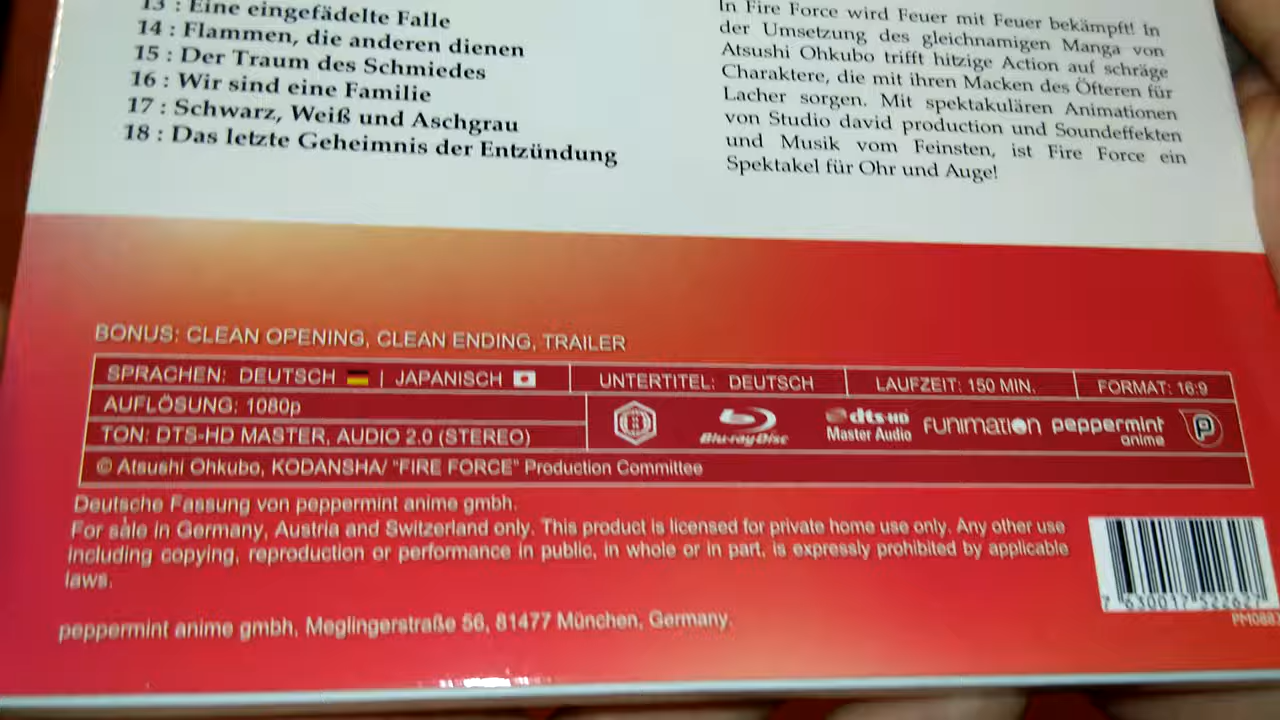 13 : Eine eingefädelte Falle
14 : Flammen, die anderen dienen
15 : Der Traum des Schmiedes
16 : Wir sind eine Familie
17 : Schwarz, Weiß und Aschgrau
18 : Das letzte Geheimnis der Entzündung
In Fire Force wird Feuer mit Feuer bekämpft! In
der Umsetzung des gleichnamigen Manga von
Atsushi Ohkubo trifft hitzige Action auf schräge
Charaktere, die mit ihren Macken des Öfteren für
Lacher sorgen. Mit spektakulären Animationen
von Studio david production und Soundeffekten
und Musik vom Feinsten, ist Fire Force ein
Spektakel für Ohr und Auge!
BONUS: CLEAN OPENING, CLEAN ENDING, TRAILER
SPRACHEN: DEUTSCH | JAPANISCH
UNTERTITEL: DEUTSCH
LAUFZEIT: 150 MIN.
FORMAT: 16:9
AUFLÖSUNG: 1080p
TON: DTS-HD MASTER, AUDIO 2.0 (STEREO)
Blu-ray Disc
dts-HD
Master Audio
FUNIMATION
peppermint
anime
© Atsushi Ohkubo, KODANSHA/ "FIRE FORCE" Production Committee
Deutsche Fassung von peppermint anime gmbh.
For sale in Germany, Austria and Switzerland only. This product is licensed for private home use only. Any other use
including copying, reproduction or performance in public, in whole or in part, is expressly prohibited by applicable
laws.
peppermint anime gmbh, Meglingerstraße 56, 81477 München, Germany.